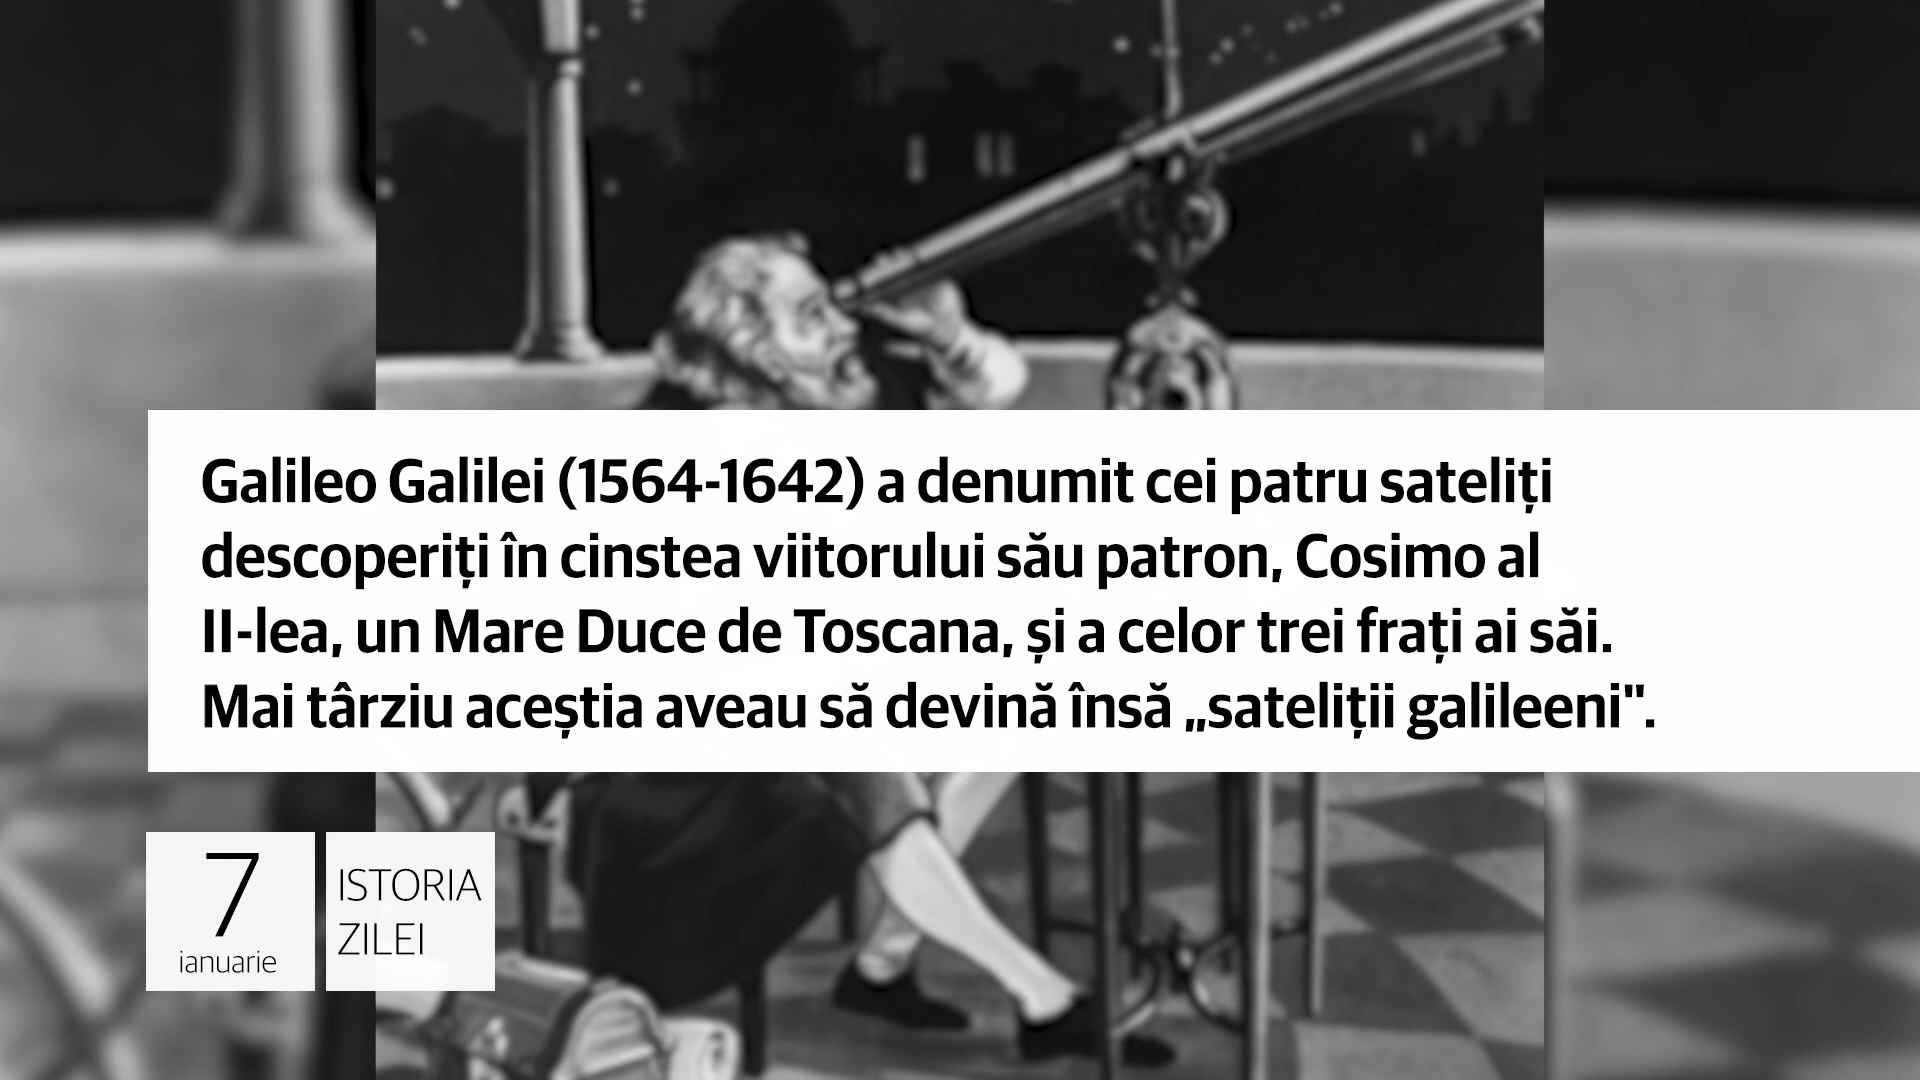 Galileo Galilei (1564-1642) a denumit cei patru sateliți
descoperiți în cinstea viitorului său patron, Cosimo al
II-lea, un Mare Duce de Toscana, și a celor trei frați ai săi.
Mai târziu aceștia aveau să devină însă „sateliții galileeni".
7
ianuarie
ISTORIA
ZILEI